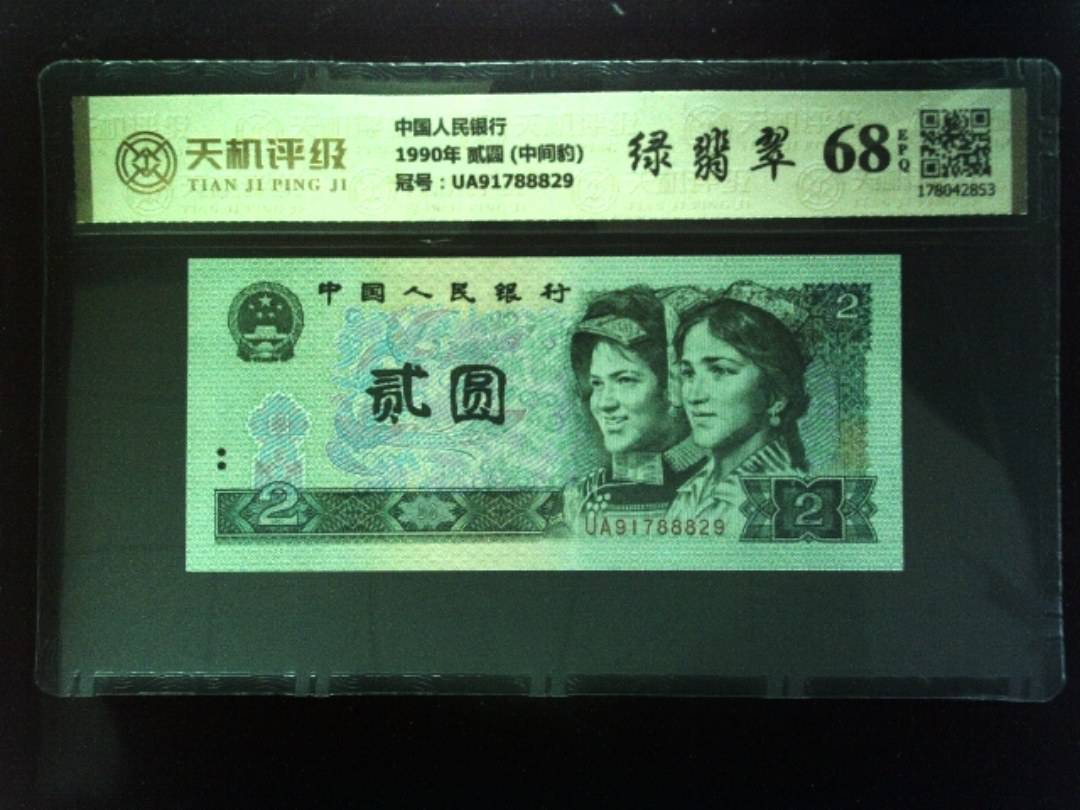 天机评级
TIAN JI PING JI
中国人民银行
1990年 贰圆 (中间豹)
冠号：UA91788829
绿翡翠
68
EPQ
178042853
中国人民银行
2
贰圆
2
UA91788829
2